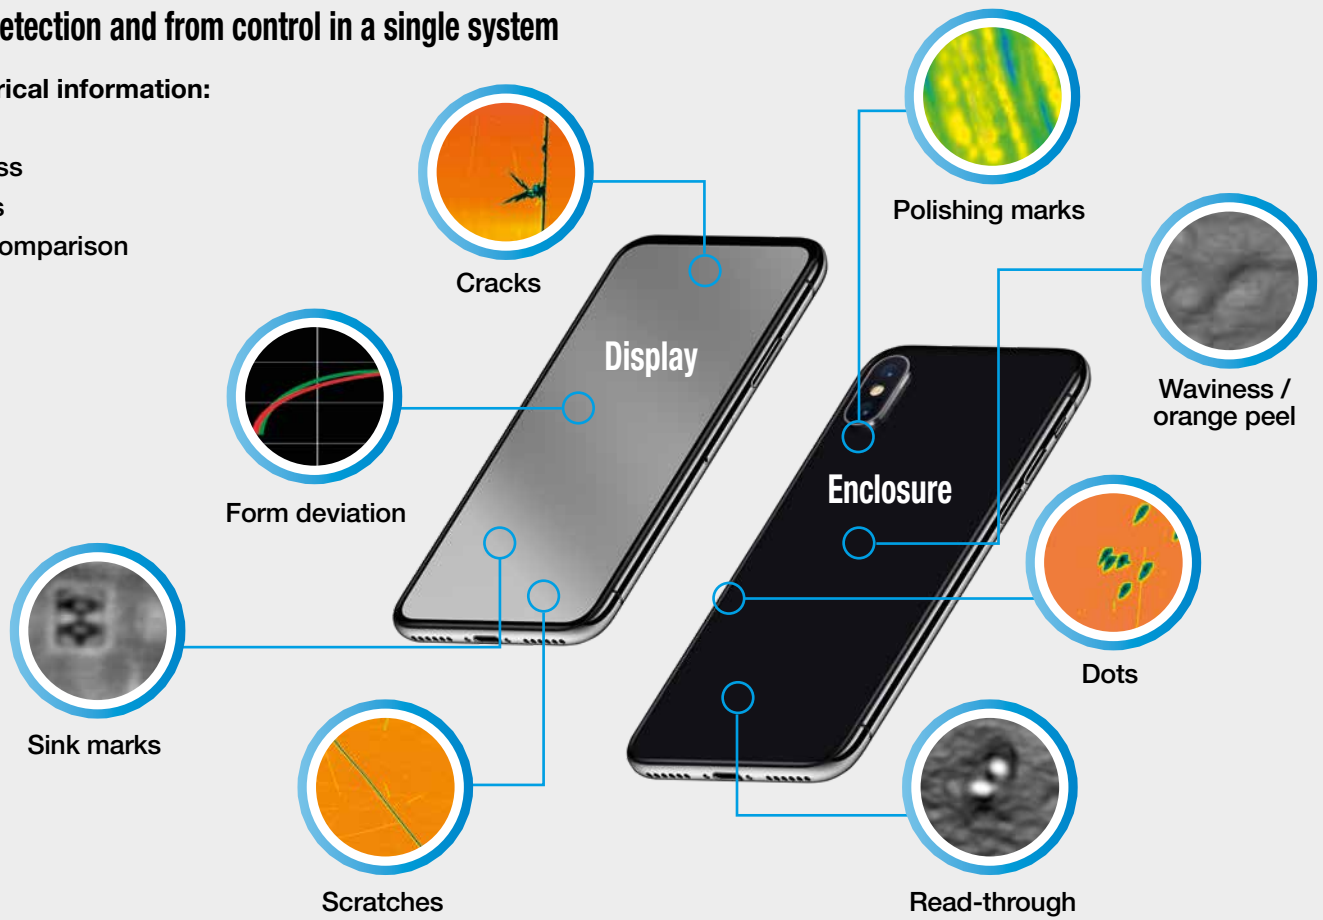 etection and from control in a single system
rical information:
ss
s
omparison
Cracks
Polishing marks
Waviness /
orange peel
Display
Form deviation
Enclosure
Dots
Sink marks
Scratches
Read-through